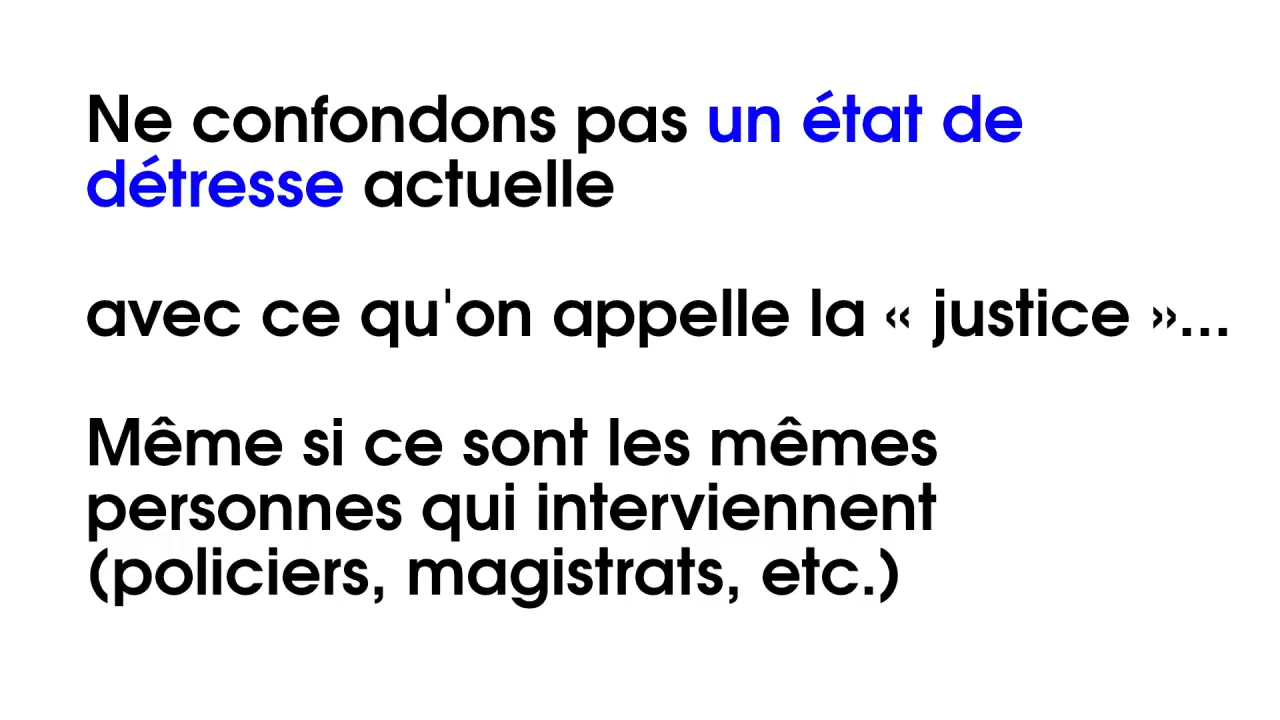 Ne confondons pas un état de
détresse actuelle
avec ce qu'on appelle la « justice »...
Même si ce sont les mêmes
personnes qui interviennent
(policiers, magistrats, etc.)